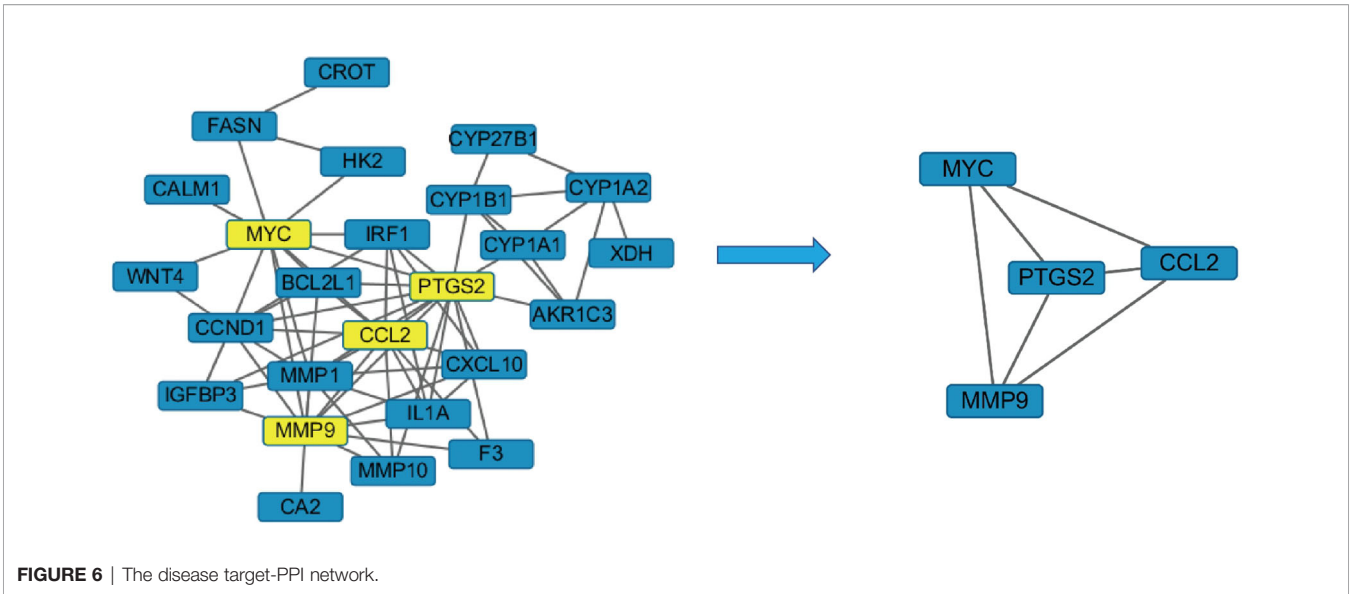 CROT
FASN
CYP27B1
HK2
MYC
CALM1
CYP1A2
CYP1B1
MYC
IRF1
CYP1A1
XDH
CCL2
WNT4
BCL2L1
PTGS2
PTGS2
AKR1C3
CCND1
CCL2
CXCL10
MMP1
IGFBP3
MMP9
IL1A
MMP9
F3
MMP10
CA2
FIGURE 6 | The disease target-PPI network.